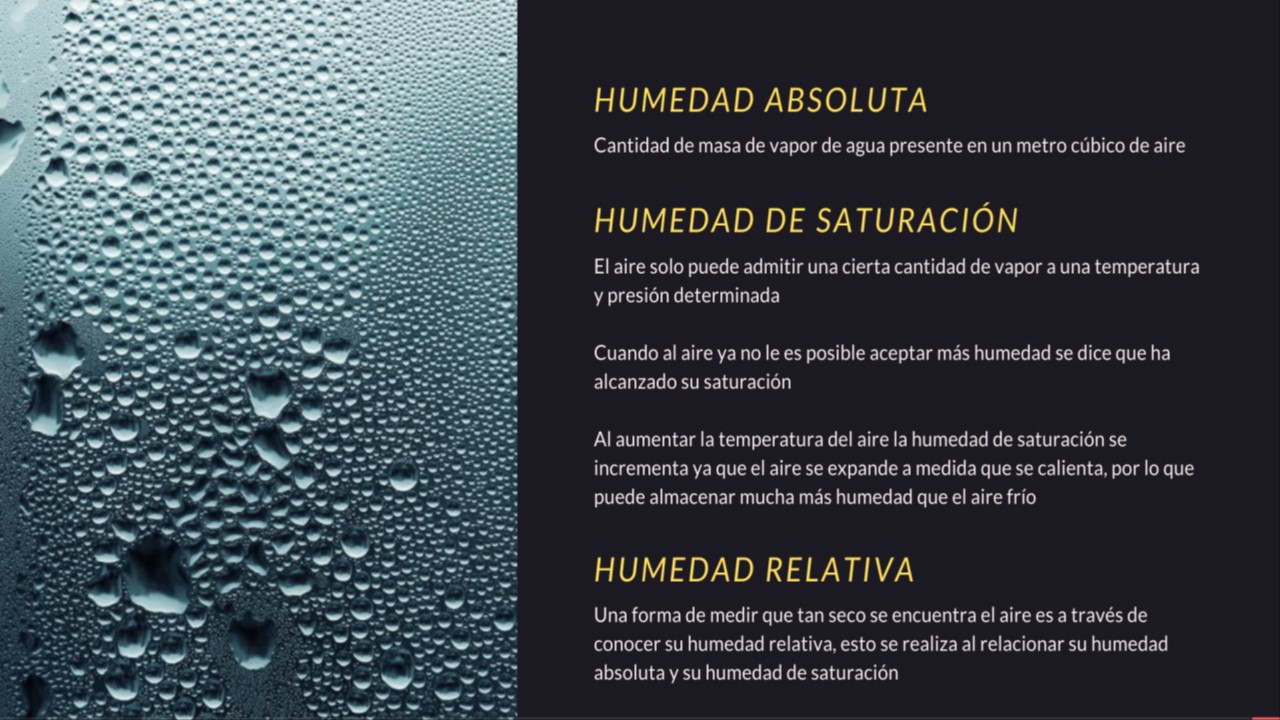 HUMEDAD ABSOLUTA
Cantidad de masa de vapor de agua presente en un metro cúbico de aire
HUMEDAD DE SATURACIÓN
El aire solo puede admitir una cierta cantidad de vapor a una temperatura
y presión determinada
Cuando al aire ya no le es posible aceptar más humedad se dice que ha
alcanzado su saturación
Al aumentar la temperatura del aire la humedad de saturación se
incrementa ya que el aire se expande a medida que se calienta, por lo que
puede almacenar mucha más humedad que el aire frío
HUMEDAD RELATIVA
Una forma de medir que tan seco se encuentra el aire es a través de
conocer su humedad relativa, esto se realiza al relacionar su humedad
absoluta y su humedad de saturación